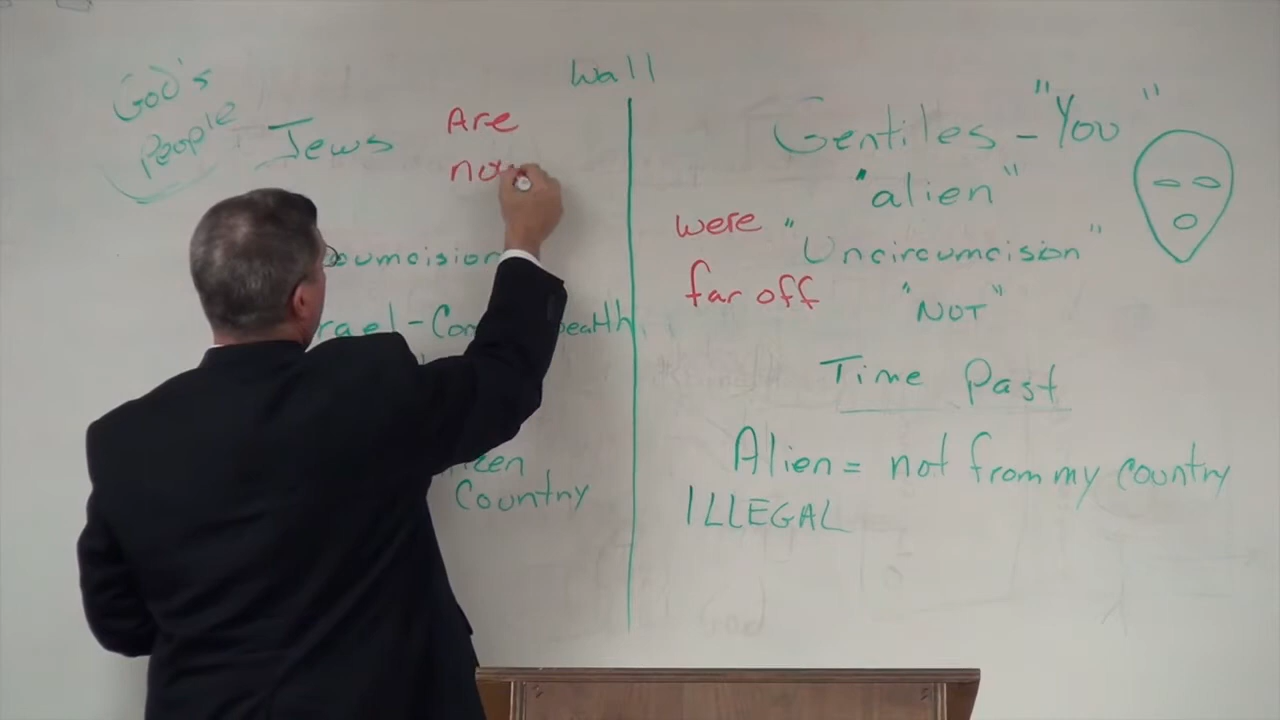 God's
People
Jews
Are
Wall
Gentiles - "You"
"alien"
were
far off
"Uncircumcision"
"NOT"
Time Past
Country
Alien = not from my country
ILLEGAL